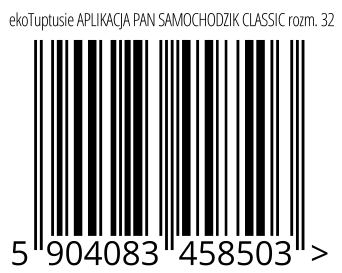 ekoTuptusie APLIKACJA PAN SAMOCHODZIK CLASSIC rozm. 32
5 904083 458503 >